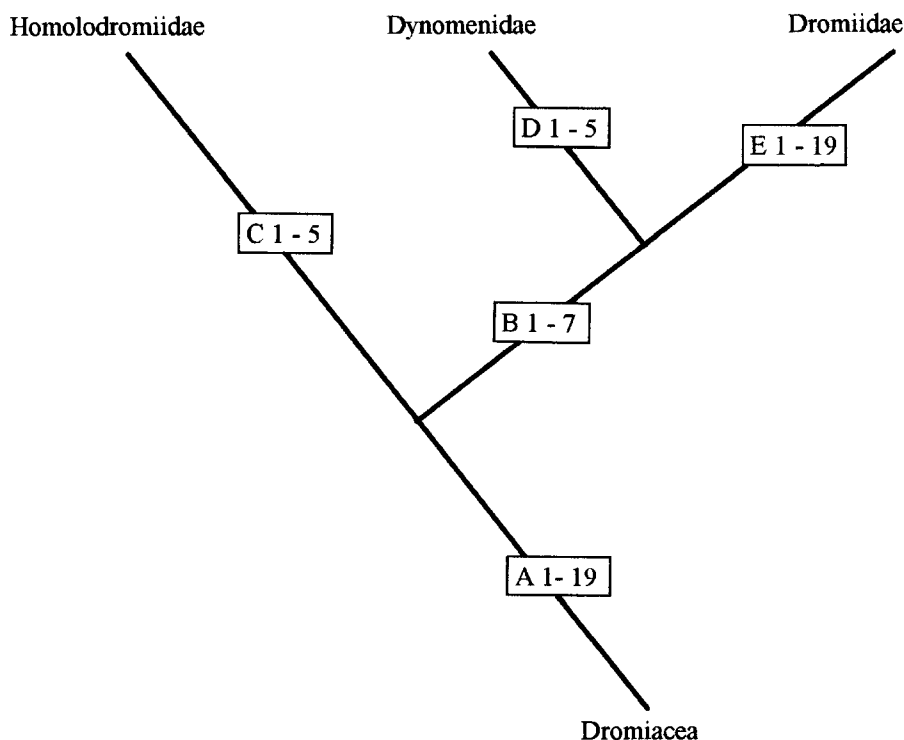 Homolodromiidae
Dynomenidae
Dromiidae
D 1 - 5
E 1 - 19
C 1 - 5
B 1 - 7
A 1- 19
Dromiacea